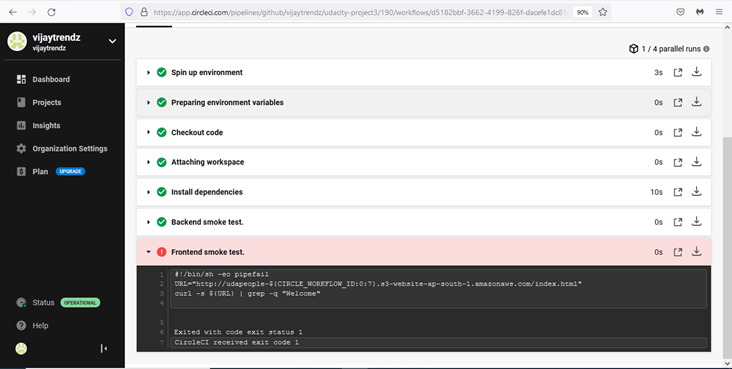 https://app.circleci.com/pipelines/github/vijaytrendz/udacity-project3/190/workflows/d5182bbf-3662-4199-826f-dacefe1dc81
90%
vijaytrendz
vijaytrendz
Dashboard
Projects
Insights
Organization Settings
Plan UPGRADE
Status OPERATIONAL
Help
1 / 4 parallel runs
Spin up environment 3s
Preparing environment variables 0s
Checkout code 0s
Attaching workspace 0s
Install dependencies 10s
Backend smoke test. 0s
Frontend smoke test. 0s
1 #!/bin/sh -eo pipefail
2 URL="http://udapeople-${CIRCLE_WORKFLOW_ID:0:7}.s3-website-ap-south-1.amazonaws.com/index.html"
3 curl -s ${URL} | grep -q "Welcome"
4
5
6 Exited with code exit status 1
7 CircleCI received exit code 1